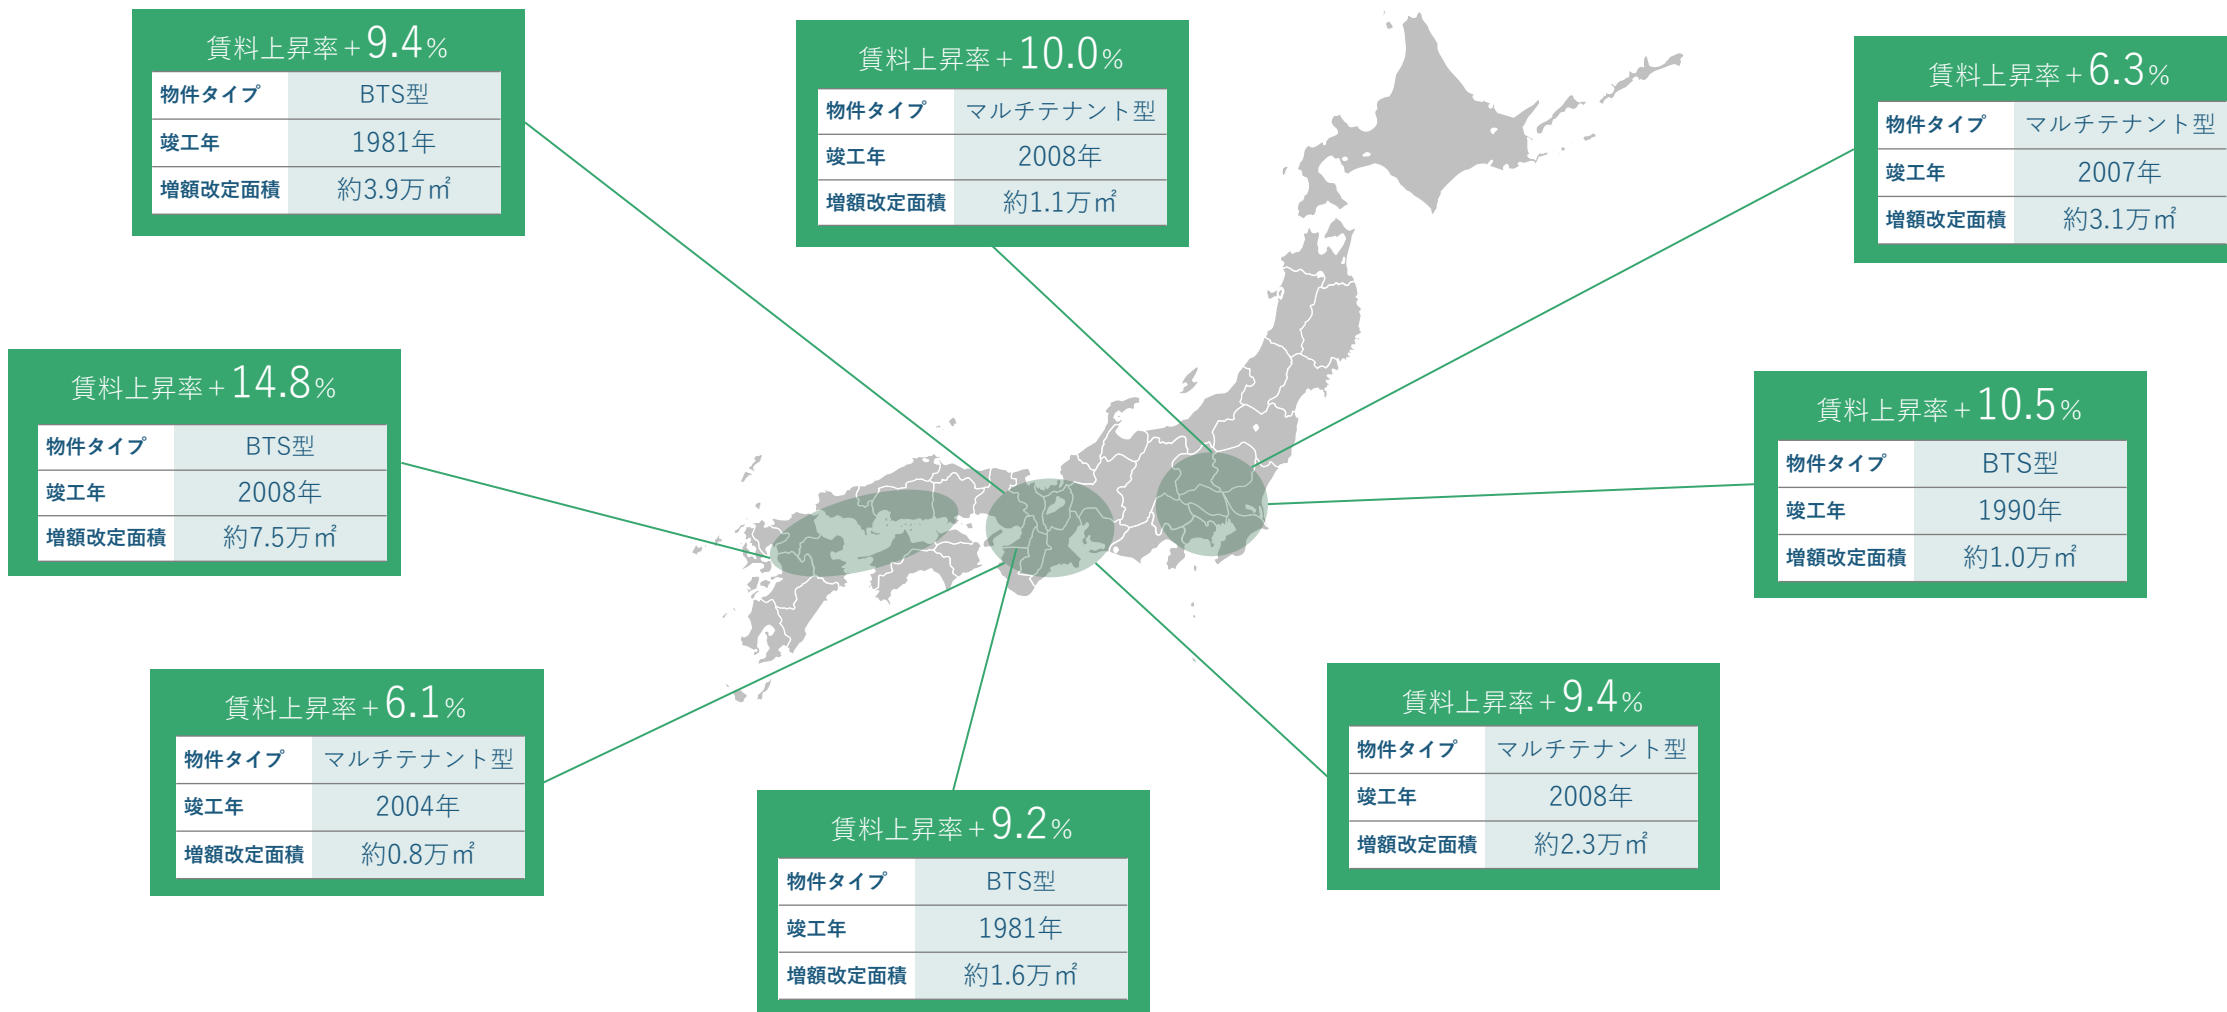 賃料上昇率+9.4%
物件タイプ BTS型
竣工年 1981年
増額改定面積 約3.9万㎡
賃料上昇率+10.0%
物件タイプ マルチテナント型
竣工年 2008年
増額改定面積 約1.1万㎡
賃料上昇率+6.3%
物件タイプ マルチテナント型
竣工年 2007年
増額改定面積 約3.1万㎡
賃料上昇率+14.8%
物件タイプ BTS型
竣工年 2008年
増額改定面積 約7.5万㎡
賃料上昇率+10.5%
物件タイプ BTS型
竣工年 1990年
増額改定面積 約1.0万㎡
賃料上昇率+6.1%
物件タイプ マルチテナント型
竣工年 2004年
増額改定面積 約0.8万㎡
賃料上昇率+9.2%
物件タイプ BTS型
竣工年 1981年
増額改定面積 約1.6万㎡
賃料上昇率+9.4%
物件タイプ マルチテナント型
竣工年 2008年
増額改定面積 約2.3万㎡